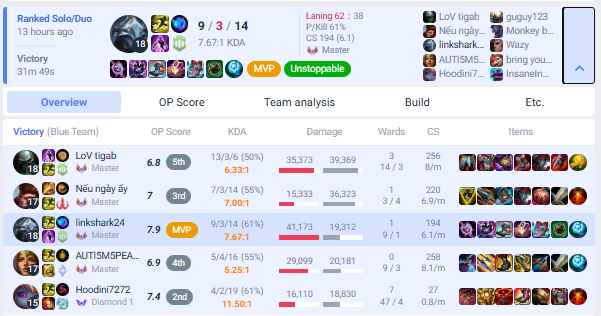 Ranked Solo/Duo
13 hours ago
Victory
31m 49s
18
9 / 3 / 14
7.67:1 KDA
Laning 62 : 38
P/Kill 61%
CS 194 (6.1)
Master
MVP
Unstoppable
LoV tigab
guguy123
Nếu ngày...
Monkey b...
linkshark...
Wazy
AUTI5M5...
bring you...
Hoodini7...
InsaneIn...
Overview
OP Score
Team analysis
Build
Etc.
Victory (Blue Team)
OP Score
KDA
Damage
Wards
CS
Items
18
LoV tigab
Master
6.8
5th
13/3/6 (50%)
6.33:1
35,373
39,369
3
14 / 3
256
8/m
17
Nếu ngày ấy
Master
7
3rd
7/3/14 (55%)
7.00:1
15,333
36,323
1
3 / 4
220
6.9/m
18
linkshark24
Master
7.9
MVP
9/3/14 (61%)
7.67:1
41,173
19,312
1
9 / 1
194
6.1/m
17
AUTI5M5PEA...
Master
6.9
4th
5/4/16 (55%)
5.25:1
29,099
20,181
0
9 / 3
258
8.1/m
15
Hoodini7272
Diamond 1
7.4
2nd
4/2/19 (61%)
11.50:1
16,110
18,830
7
47 / 4
27
0.8/m